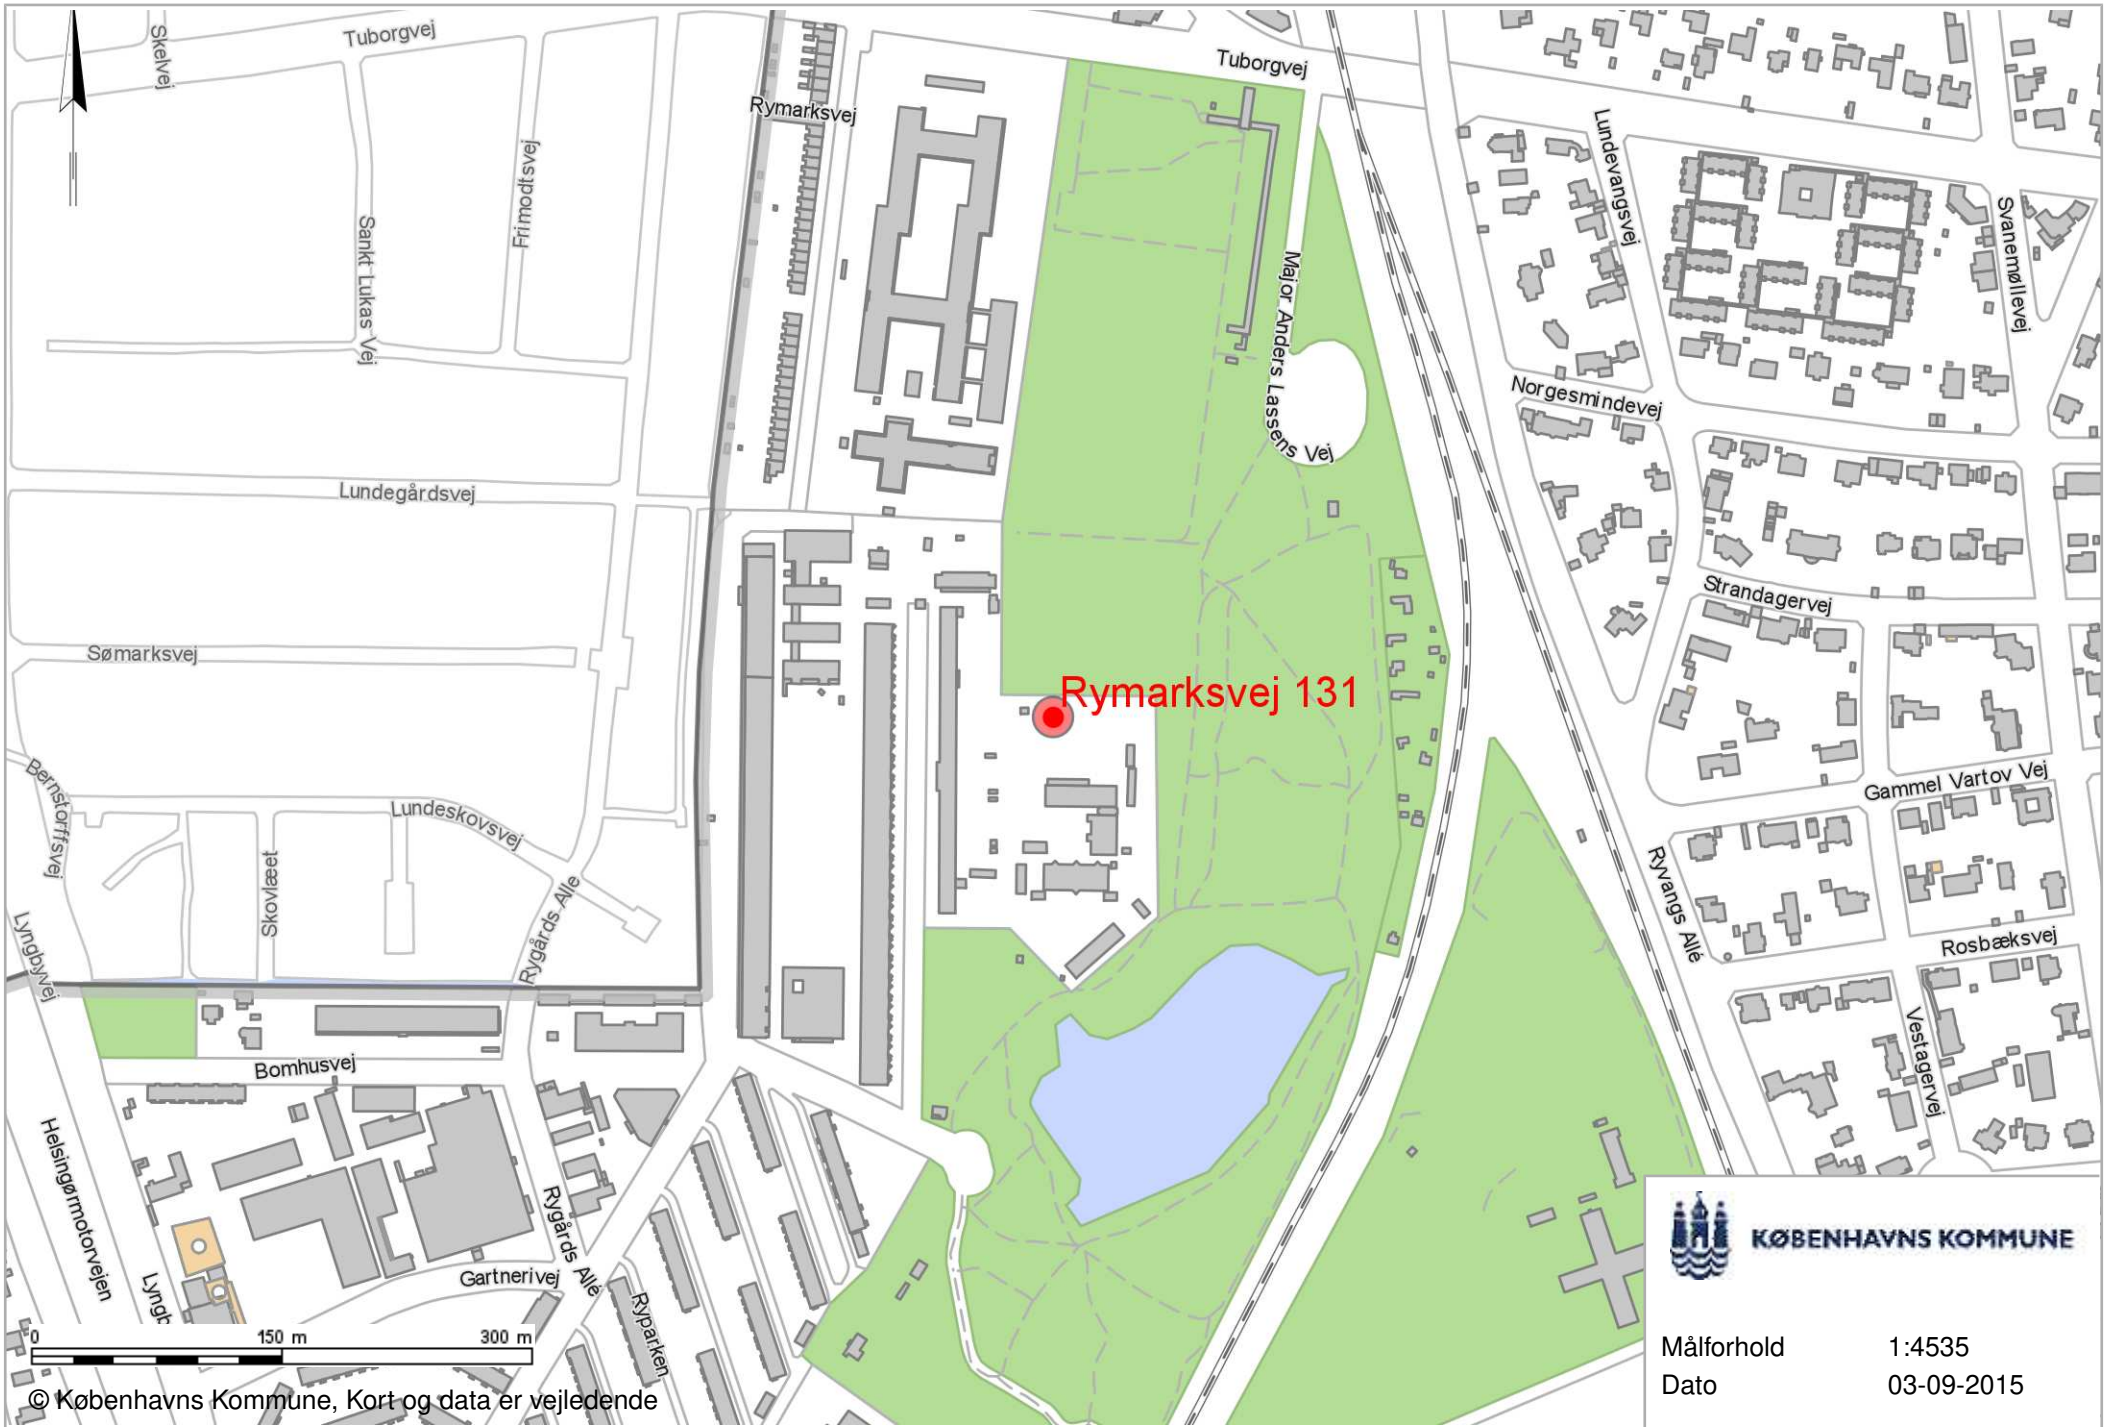 Skelvej
Tuborgvej
Tuborgvej
Rymarksvej
Frimodtsvej
Sankt Lukas Vej
Lundevangsvej
Svanemøllevej
Major Anders Lassens Vej
Norgesmindevej
Lundegårdsvej
Strandagervej
Sømarksvej
Rymarksvej 131
Bernstorffsvej
Lundeskovsvej
Gammel Vartov Vej
Skovlæet
Rygårds Alle
Ryvangs Allé
Lyngbyvej
Rosbæksvej
Vestagervej
Bomhusvej
Helsingørmotorvejen
Rygårds Allé
Lyngb
Gartnerivej
Ryparken
KØBENHAVNS KOMMUNE
0 150 m 300 m
Målforhold 1:4535
Dato 03-09-2015
© Københavns Kommune, Kort og data er vejledende